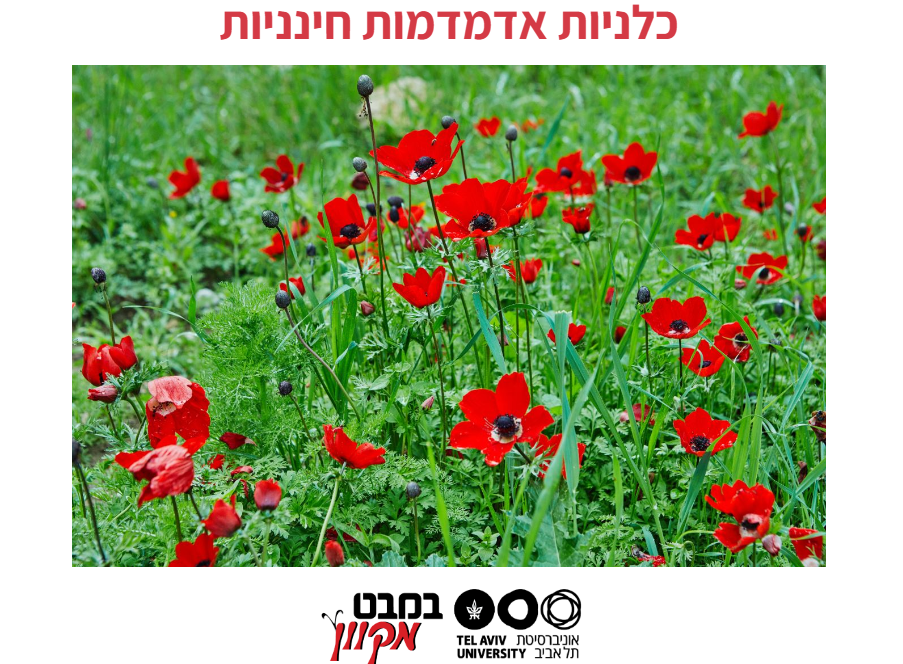 כלניות אדמדמות חינניות
במבט
מקוון
TEL AVIV אוניברסיטת
UNIVERSITY תל אביב